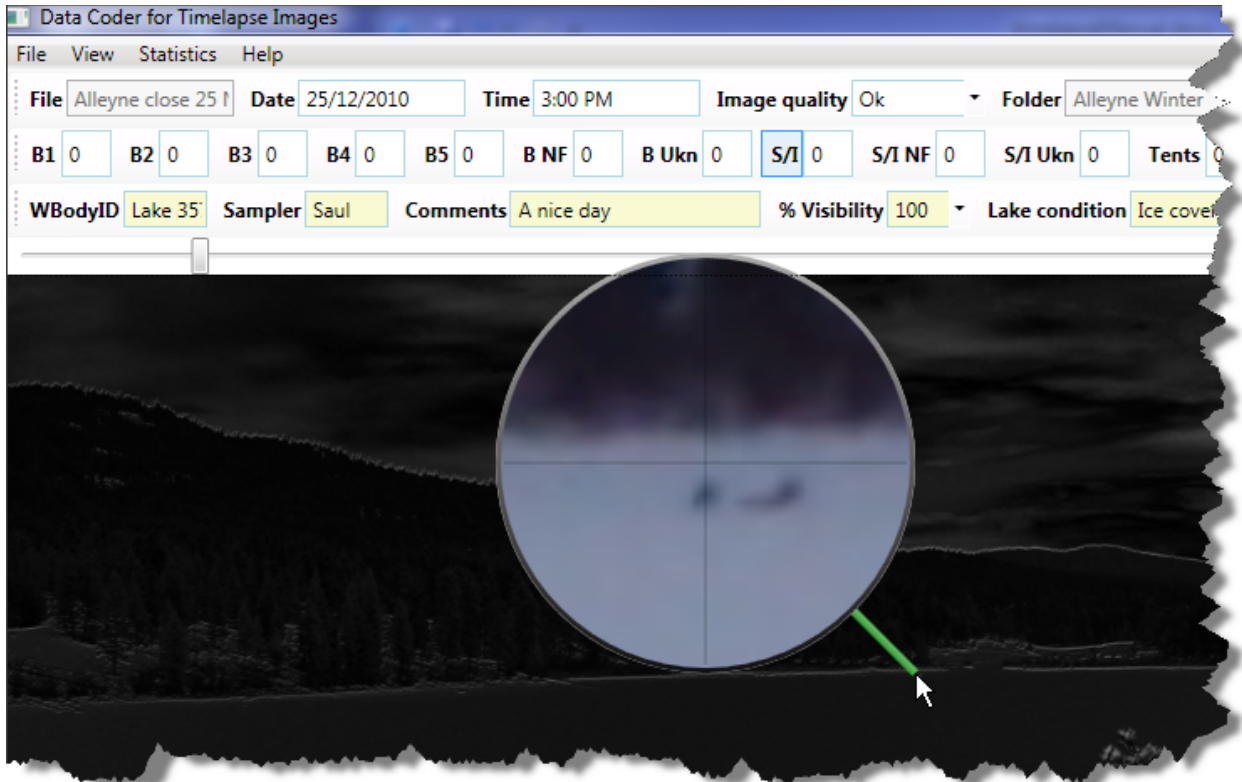 Data Coder for Timelapse Images
File View Statistics Help
File Alleyne close 25 Date 25/12/2010 Time 3:00 PM Image quality Ok Folder Alleyne Winter
B1 0 B2 0 B3 0 B4 0 B5 0 B NF 0 B Ukn 0 S/I 0 S/I NF 0 S/I Ukn 0 Tents 0
WBodyID Lake 35 Sampler Saul Comments A nice day % Visibility 100 Lake condition Ice cover